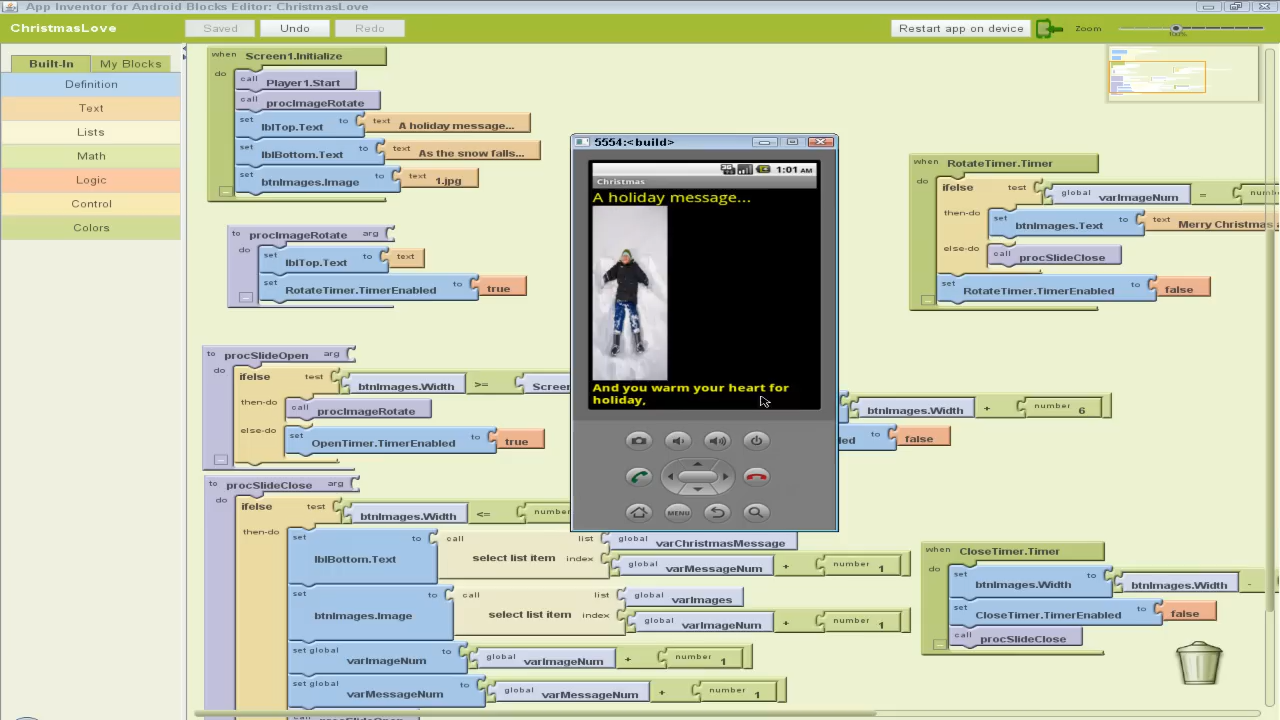 App Inventor for Android Blocks Editor: ChristmasLove
ChristmasLove
Saved
Undo
Redo
Restart app on device
Zoom
100%
Built-In
My Blocks
Definition
Text
Lists
Math
Logic
Control
Colors
when Screen1.Initialize
do
call Player1.Start
call procImageRotate
set lblTop.Text to text A holiday message...
set lblBottom.Text to text As the snow falls...
set btnImages.Image to text 1.jpg
to procImageRotate arg
do
set lblTop.Text to text
set RotateTimer.TimerEnabled to true
to procSlideOpen arg
do
ifelse test btnImages.Width >= Screen
then-do call procImageRotate
else-do set OpenTimer.TimerEnabled to true
to procSlideClose arg
do
ifelse test btnImages.Width <= number
then-do set lblBottom.Text to call select list item list global varChristmasMessage
index global varMessageNum + number 1
set btnImages.Image to call select list item list global varImages
index global varImageNum + number 1
set global varImageNum to global varImageNum + number 1
set global varMessageNum to global varMessageNum + number 1
call procSlideOpen
5554:<build>
1:01 AM
Christmas
A holiday message...
And you warm your heart for
holiday,
MENU
when RotateTimer.Timer
do
ifelse test global varImageNum =
then-do set btnImages.Text to text Merry Christmas
else-do call procSlideClose
set RotateTimer.TimerEnabled to false
btnImages.Width + number 6
led to false
when CloseTimer.Timer
do
set btnImages.Width to btnImages.Width -
set CloseTimer.TimerEnabled to false
call procSlideClose